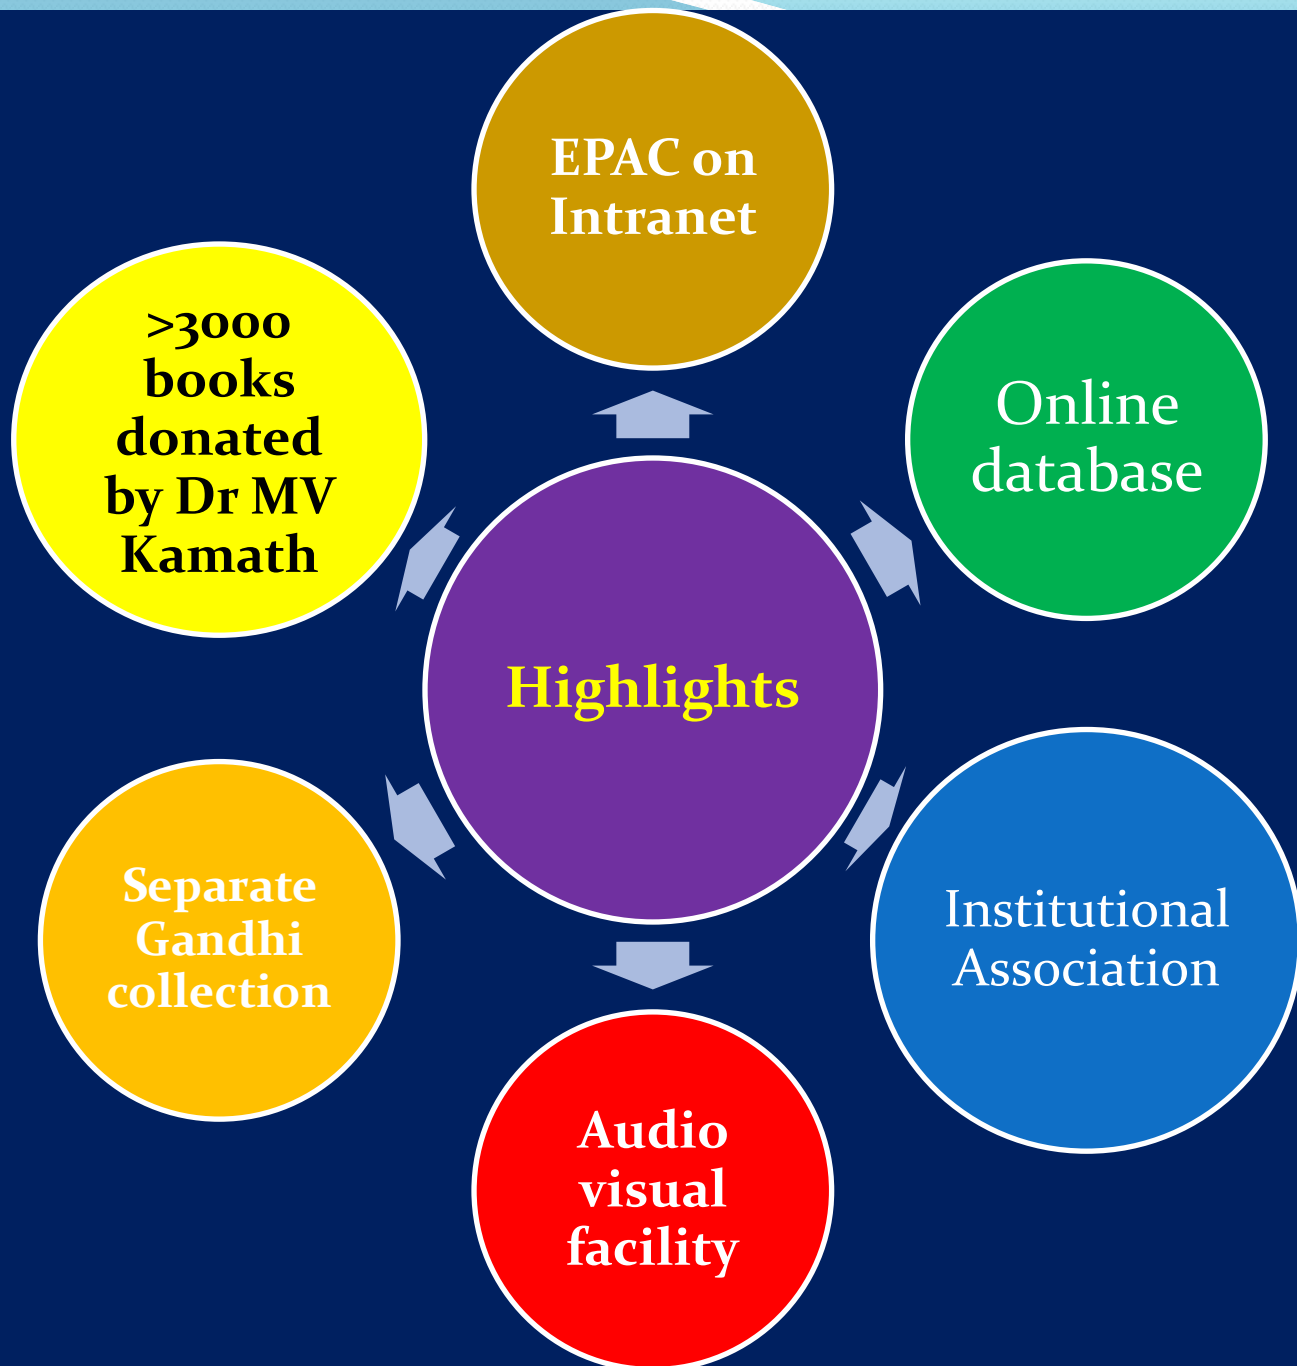 EPAC on
Intranet
Online
database
Institutional
Association
Audio
visual
facility
Separate
Gandhi
collection
>3000
books
donated
by Dr MV
Kamath
Highlights